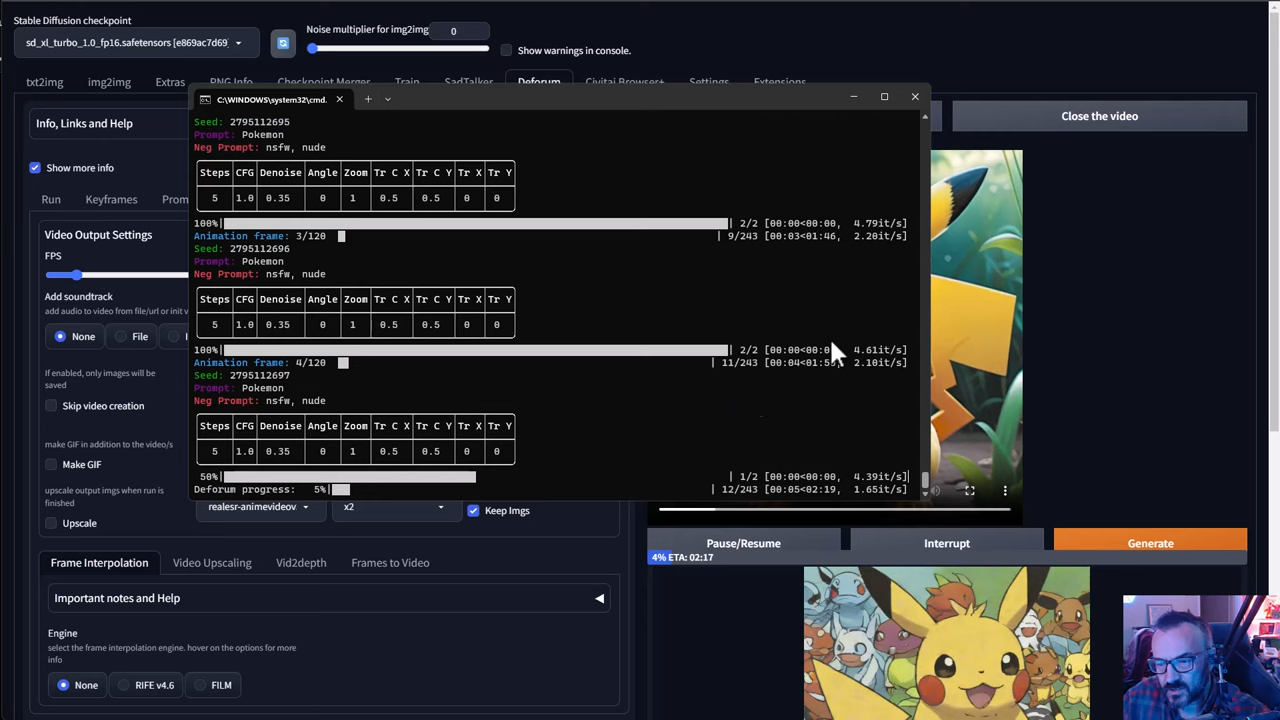 Stable Diffusion checkpoint
sd_xl_turbo_1.0_fp16.safetensors [e869ac7d69]
Noise multiplier for img2img
0
Show warnings in console.
txt2img img2img Extras PNG Info Checkpoint Merger Train SadTalker Deforum Civitai Browser+ Settings Extensions
C:\WINDOWS\system32\cmd.
Info, Links and Help
Close the video
Show more info
Run Keyframes Prom
Video Output Settings
FPS
Add soundtrack
add audio to video from file/url or init v
None File
If enabled, only images will be
saved
Skip video creation
make GIF in addition to the video/s
Make GIF
upscale output imgs when run is
finished
Upscale
Seed: 2795112695
Prompt: Pokemon
Neg Prompt: nsfw, nude
Steps CFG Denoise Angle Zoom Tr C X Tr C Y Tr X Tr Y
5 1.0 0.35 0 1 0.5 0.5 0 0
100%| | 2/2 [00:00<00:00, 4.79it/s]
Animation frame: 3/120 | 9/243 [00:03<01:46, 2.20it/s]
Seed: 2795112696
Prompt: Pokemon
Neg Prompt: nsfw, nude
Steps CFG Denoise Angle Zoom Tr C X Tr C Y Tr X Tr Y
5 1.0 0.35 0 1 0.5 0.5 0 0
100%| | 2/2 [00:00<00:0 4.61it/s]
Animation frame: 4/120 | 11/243 [00:04<01:5 2.10it/s]
Seed: 2795112697
Prompt: Pokemon
Neg Prompt: nsfw, nude
Steps CFG Denoise Angle Zoom Tr C X Tr C Y Tr X Tr Y
5 1.0 0.35 0 1 0.5 0.5 0 0
50%| | 1/2 [00:00<00:00, 4.39it/s]
Deforum progress: 5%| | 12/243 [00:05<02:19, 1.65it/s]
realesr-animevideov. x2 Keep Imgs
Pause/Resume Interrupt Generate
4% ETA: 02:17
Frame Interpolation Video Upscaling Vid2depth Frames to Video
Important notes and Help
Engine
select the frame interpolation engine. hover on the options for more
info
None RIFE v4.6 FILM